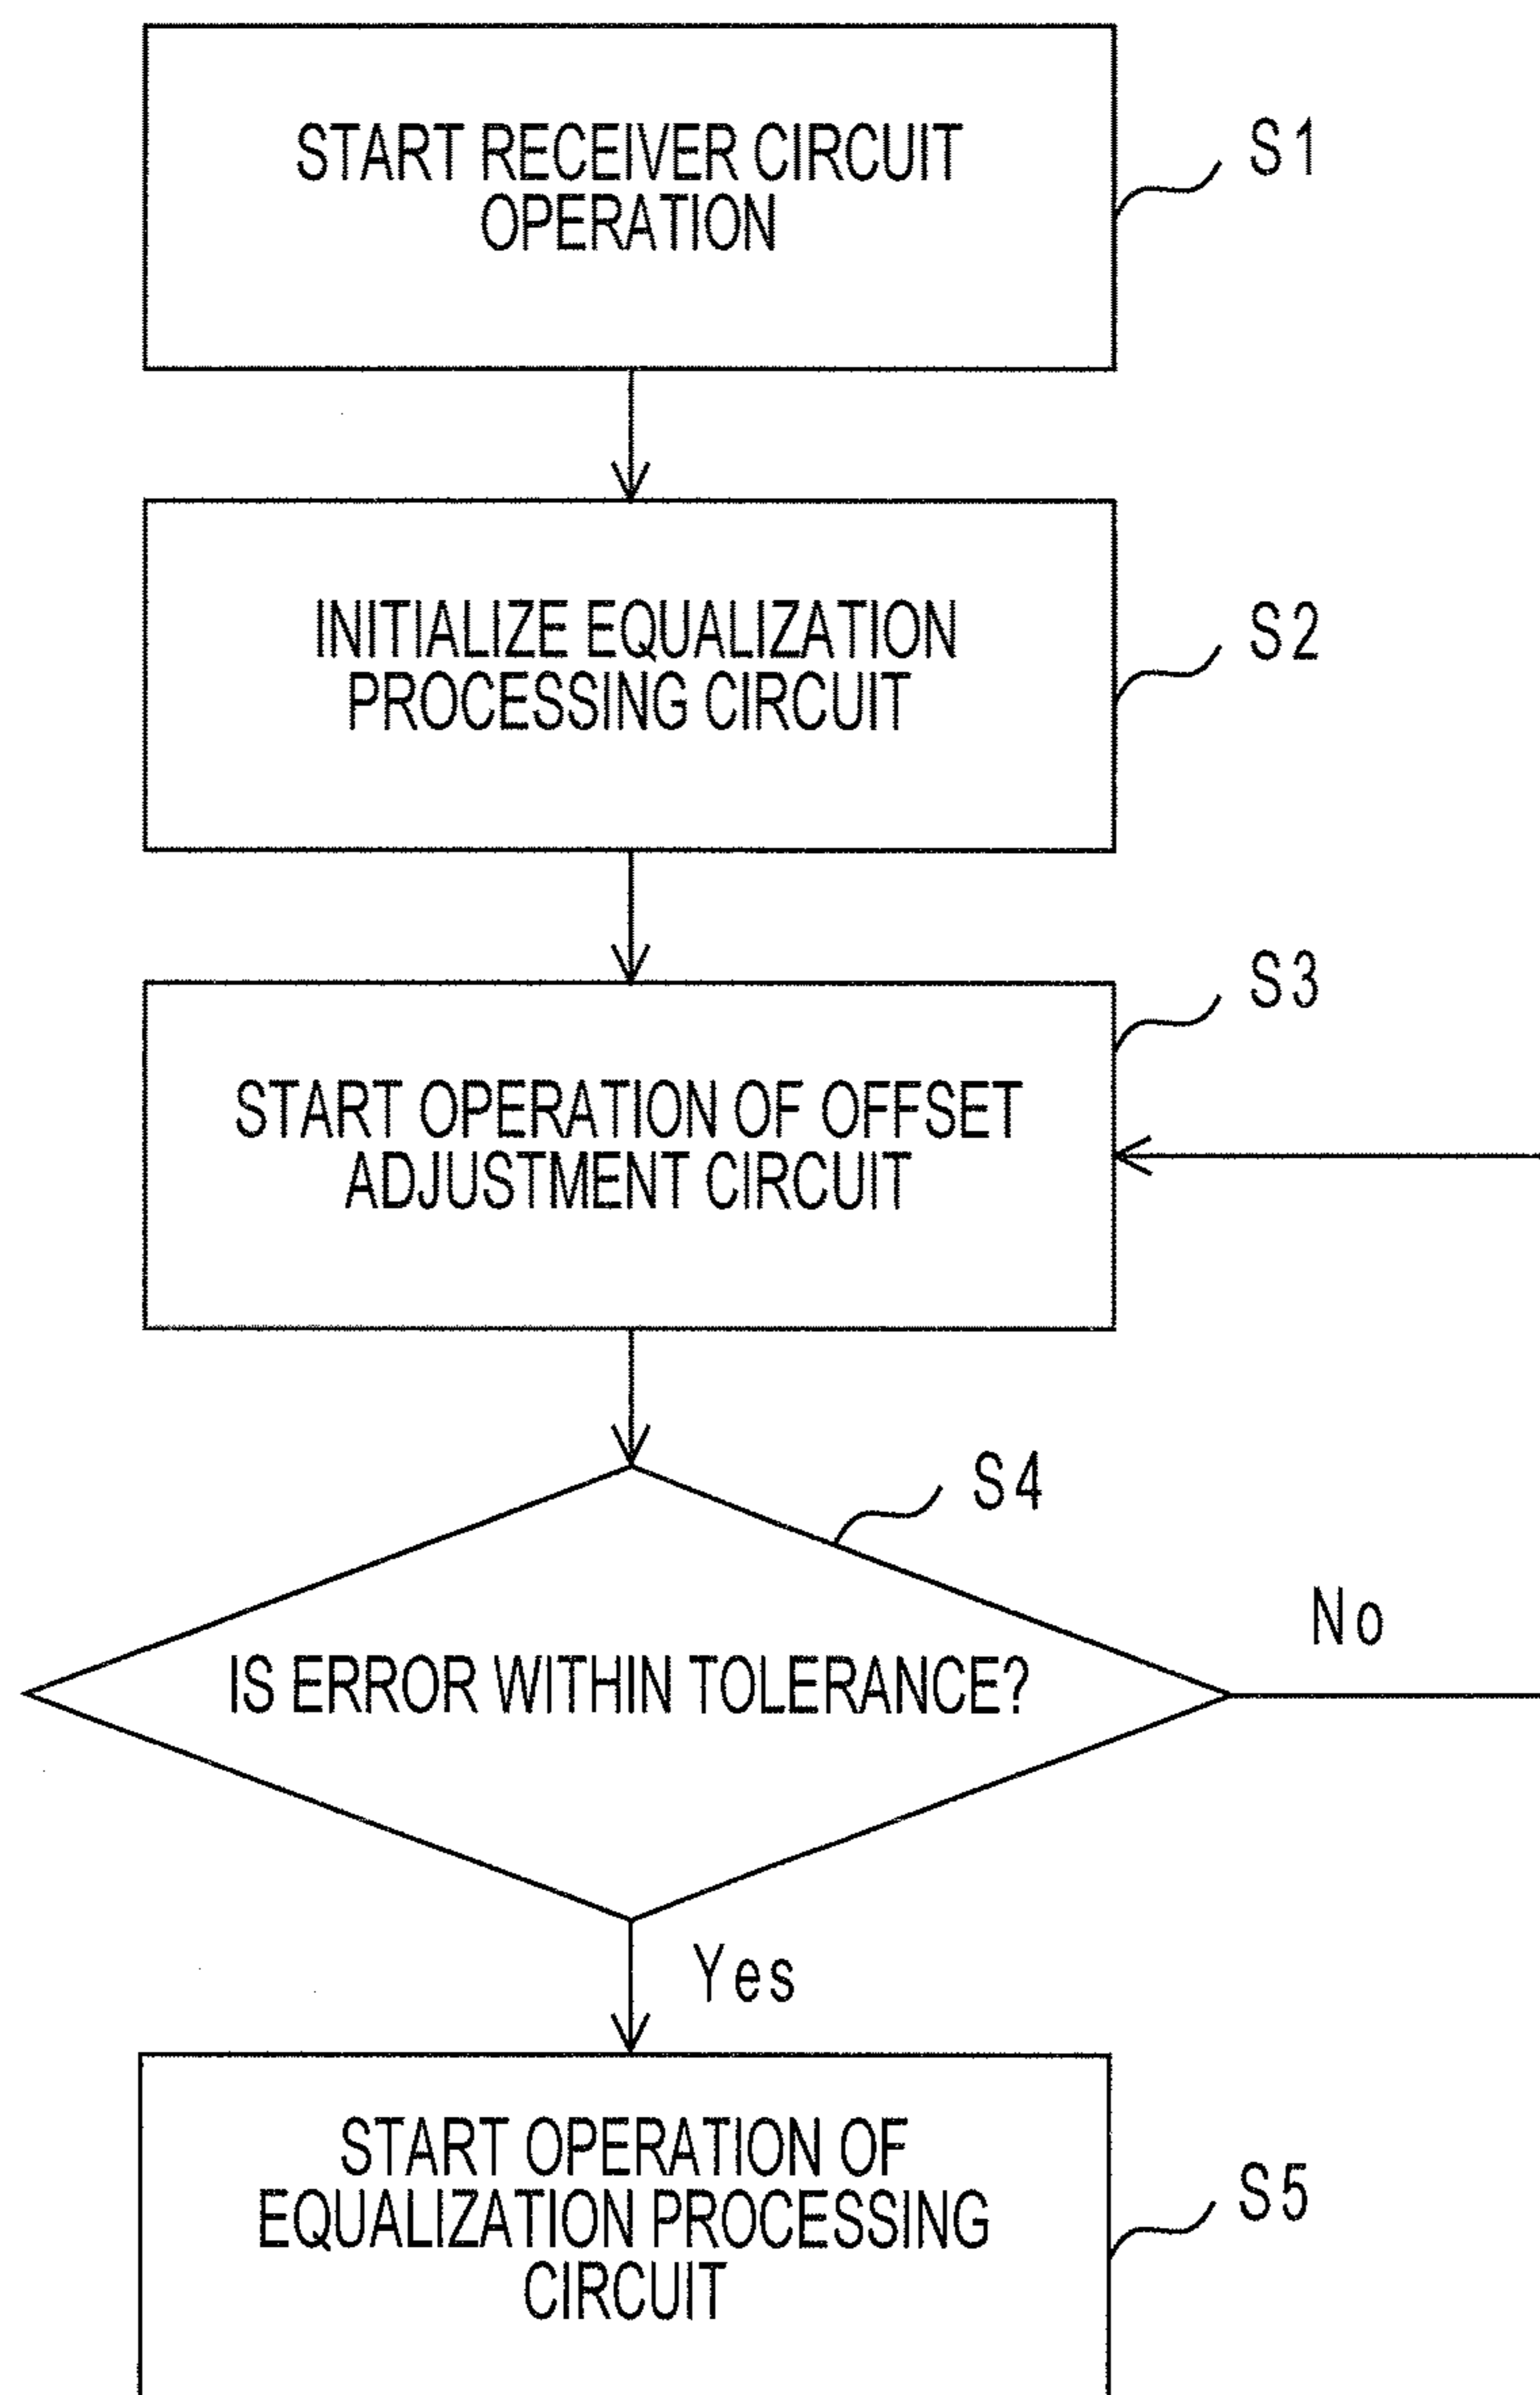 START RECEIVER CIRCUIT
OPERATION
S1
INITIALIZE EQUALIZATION
PROCESSING CIRCUIT
S2
START OPERATION OF OFFSET
ADJUSTMENT CIRCUIT
S3
IS ERROR WITHIN TOLERANCE?
S4
No
Yes
START OPERATION OF
EQUALIZATION PROCESSING
CIRCUIT
S5